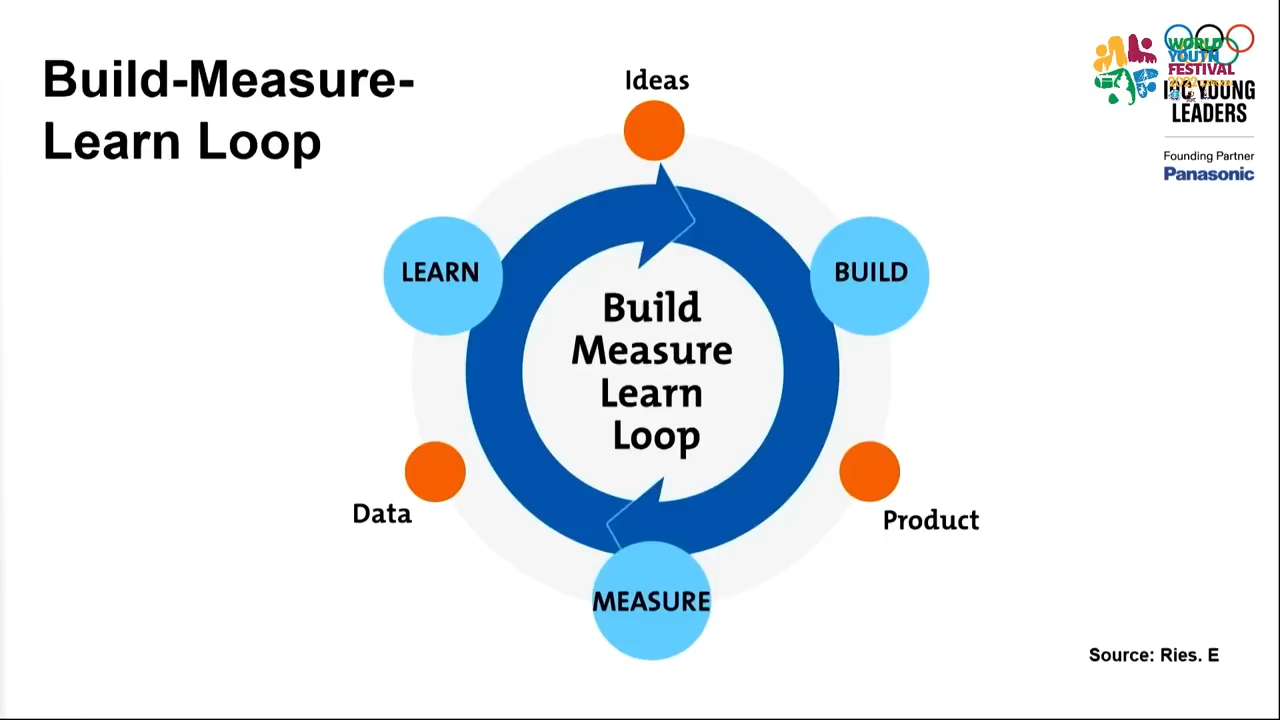 Build-Measure-
Learn Loop
Ideas
WORLD
YOUTH
FESTIVAL
YOUNG
LEADERS
Founding Partner
Panasonic
LEARN
BUILD
Build
Measure
Learn
Loop
Data
Product
MEASURE
Source: Ries. E